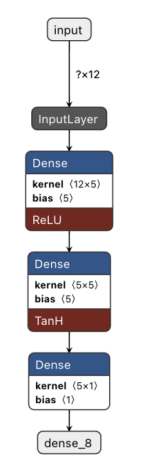 input
?×12
InputLayer
Dense
kernel ⟨12×5⟩
bias ⟨5⟩
ReLU
Dense
kernel ⟨5×5⟩
bias ⟨5⟩
TanH
Dense
kernel ⟨5×1⟩
bias ⟨1⟩
dense_8